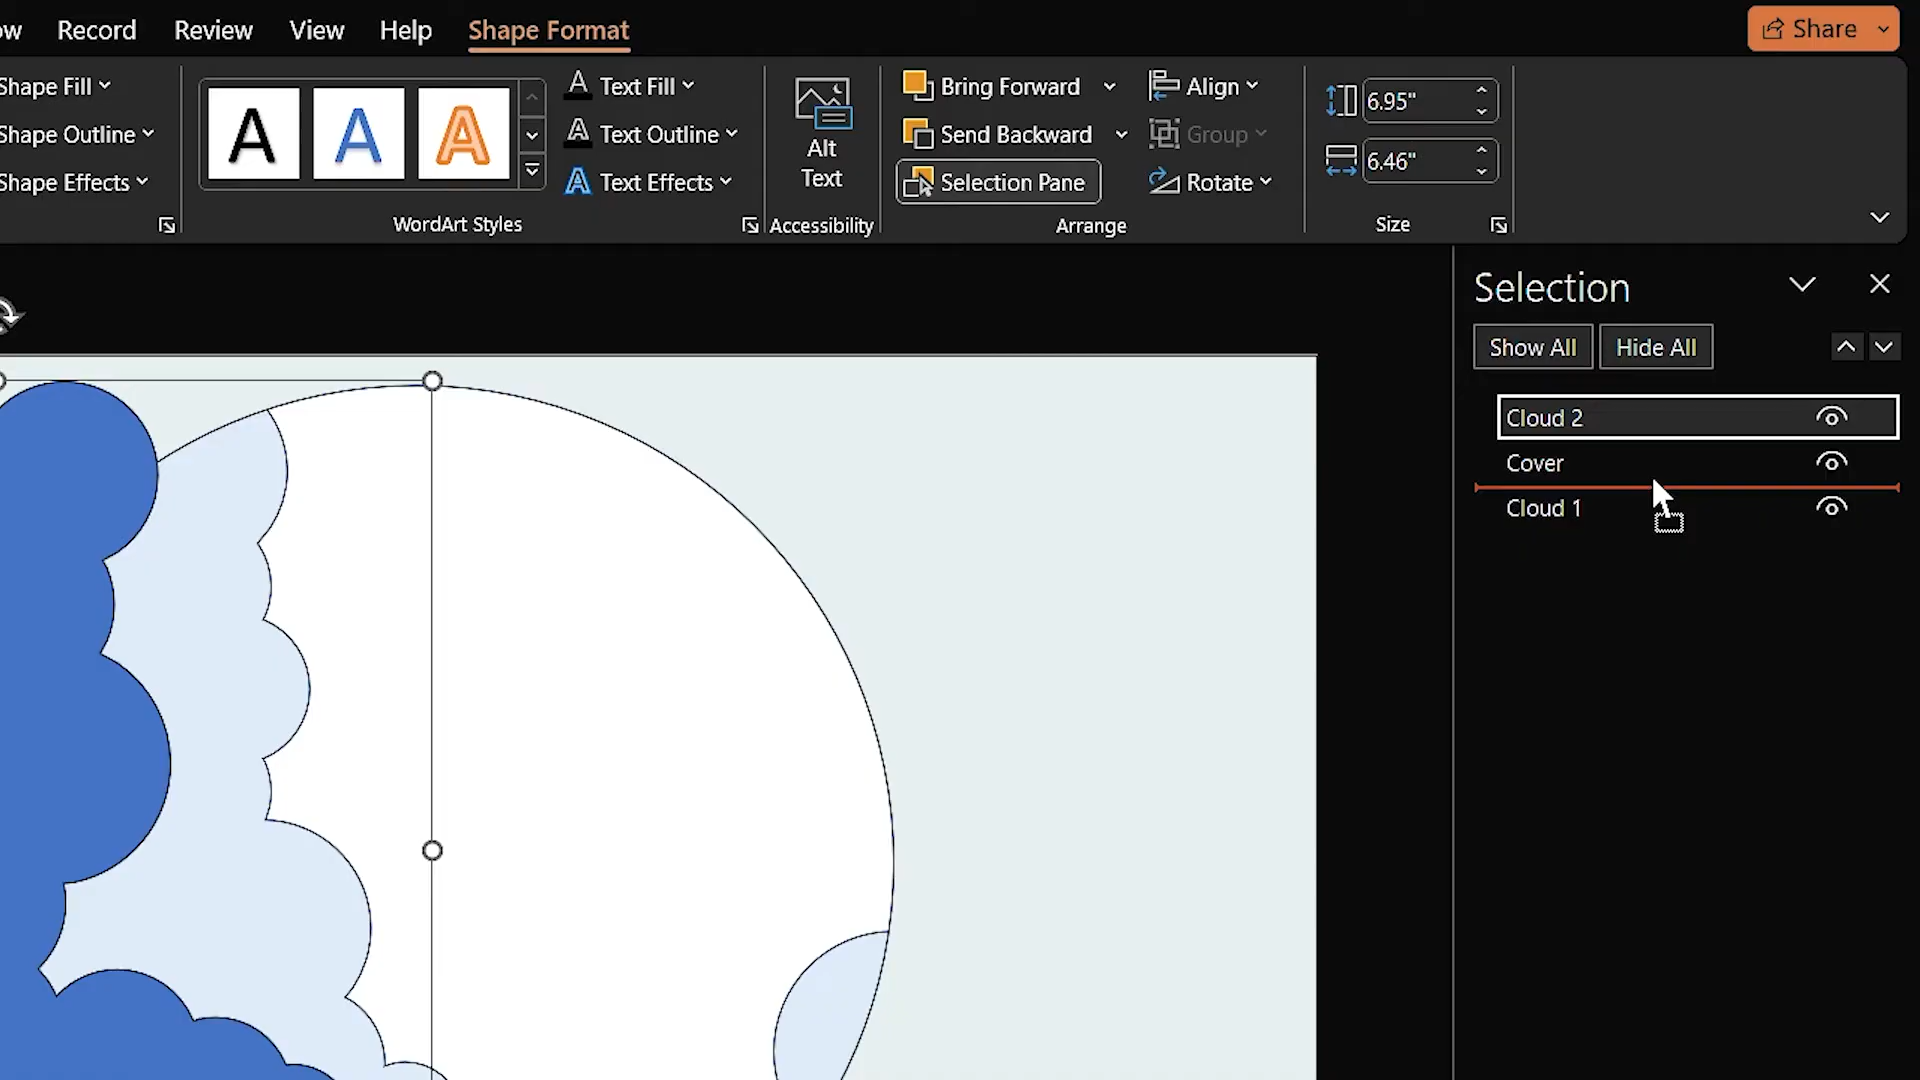 ow Record Review View Help Shape Format Share
Shape Fill
Shape Outline
Shape Effects
A A A
WordArt Styles
A Text Fill
A Text Outline
A Text Effects
Alt
Text
Accessibility
Bring Forward
Send Backward
Selection Pane
Align
Group
Rotate
Arrange
6.95"
6.46"
Size
Selection
Show All Hide All
Cloud 2
Cover
Cloud 1